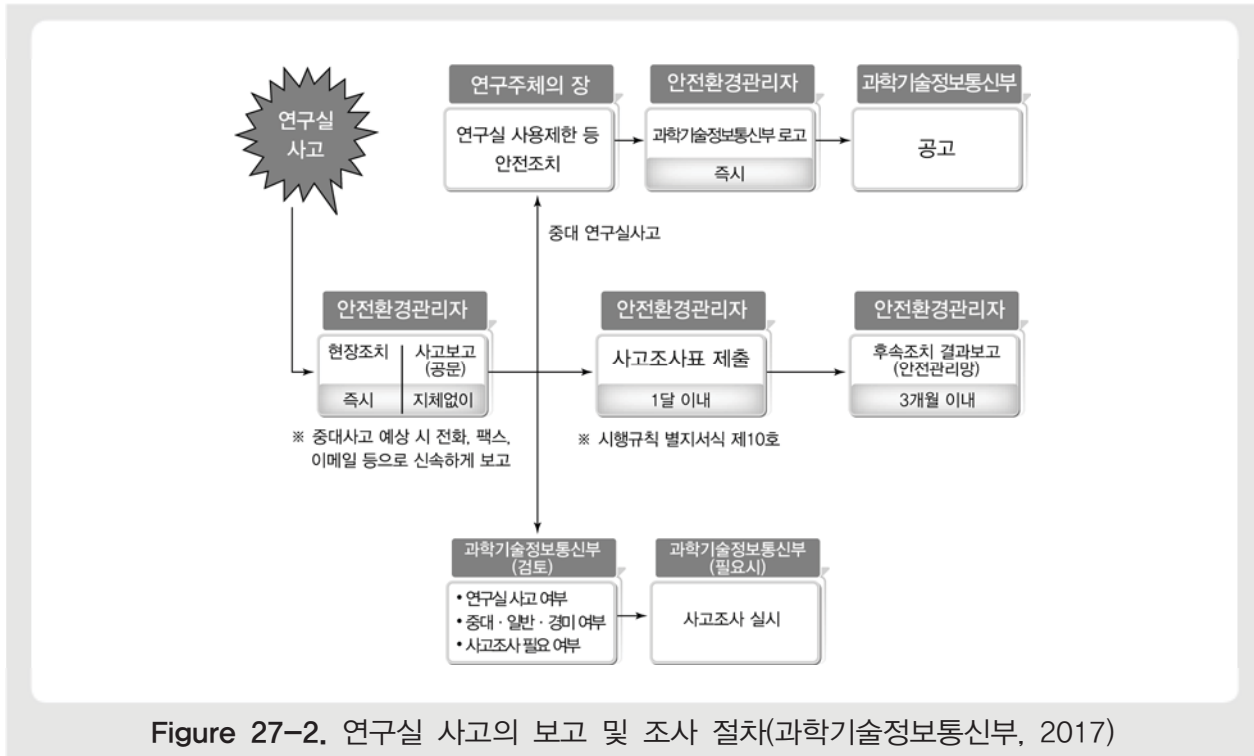 연구실
사고
연구주체의 장
연구실 사용제한 등
안전조치
안전환경관리자
과학기술정보통신부 로고
즉시
과학기술정보통신부
공고
중대 연구실사고
안전환경관리자
현장조치
즉시
사고보고
(공문)
지체없이
※ 중대사고 예상 시 전화, 팩스,
이메일 등으로 신속하게 보고
안전환경관리자
사고조사표 제출
1달 이내
※ 시행규칙 별지서식 제10호
안전환경관리자
후속조치 결과보고
(안전관리망)
3개월 이내
과학기술정보통신부
(검토)
• 연구실 사고 여부
• 중대 · 일반 · 경미 여부
• 사고조사 필요 여부
과학기술정보통신부
(필요시)
사고조사 실시
Figure 27-2. 연구실 사고의 보고 및 조사 절차(과학기술정보통신부, 2017)